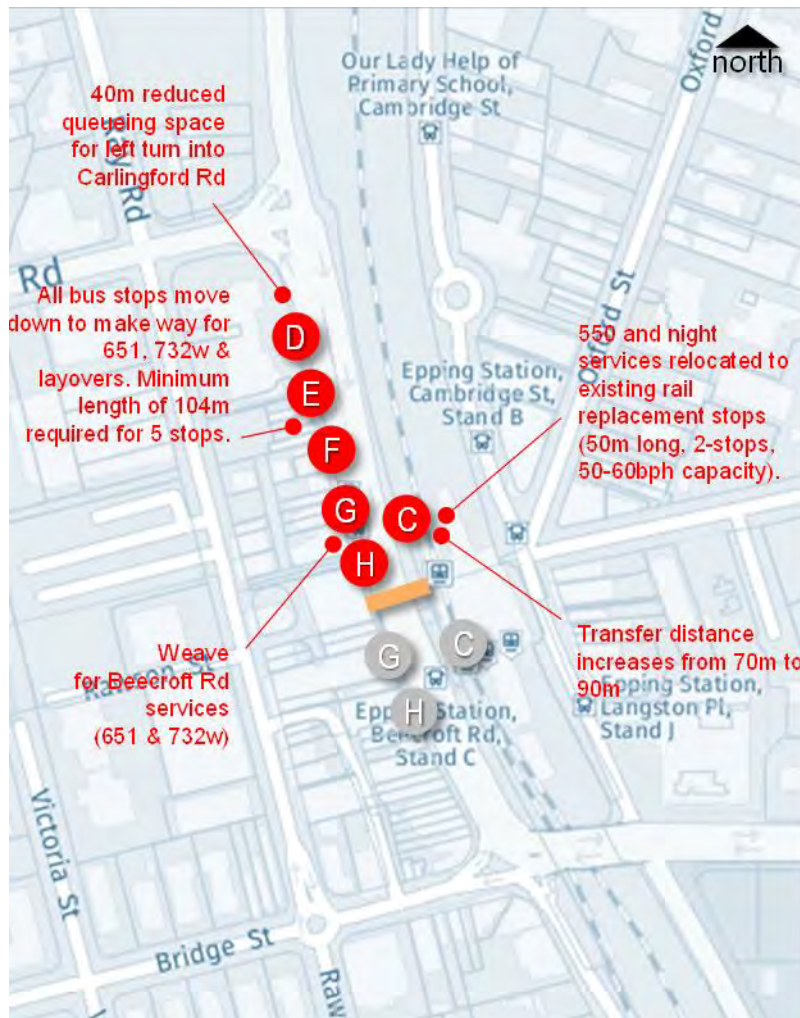 Oxford
north
Our Lady Help of
Primary School,
Cambridge St
40m reduced
queueing space
for left turn into
Carlingford Rd
Ray Rd
Rd
All bus stops move
down to make way for
651, 732w &
layovers. Minimum
length of 104m
required for 5 stops.
D
E
F
G
H
C
Oxford St
Epping Station,
Cambridge St,
Stand B
550 and night
services relocated to
existing rail
replacement stops
(50m long, 2-stops,
50-60bph capacity).
Weave
for Beecroft Rd
services
(651 & 732w)
Rawson St
G
C
H
Transfer distance
increases from 70m to
90m
Epping Station,
Langston Pl,
Stand J
Epping Station,
Beecroft Rd,
Stand C
Victoria St
Bridge St
Raw